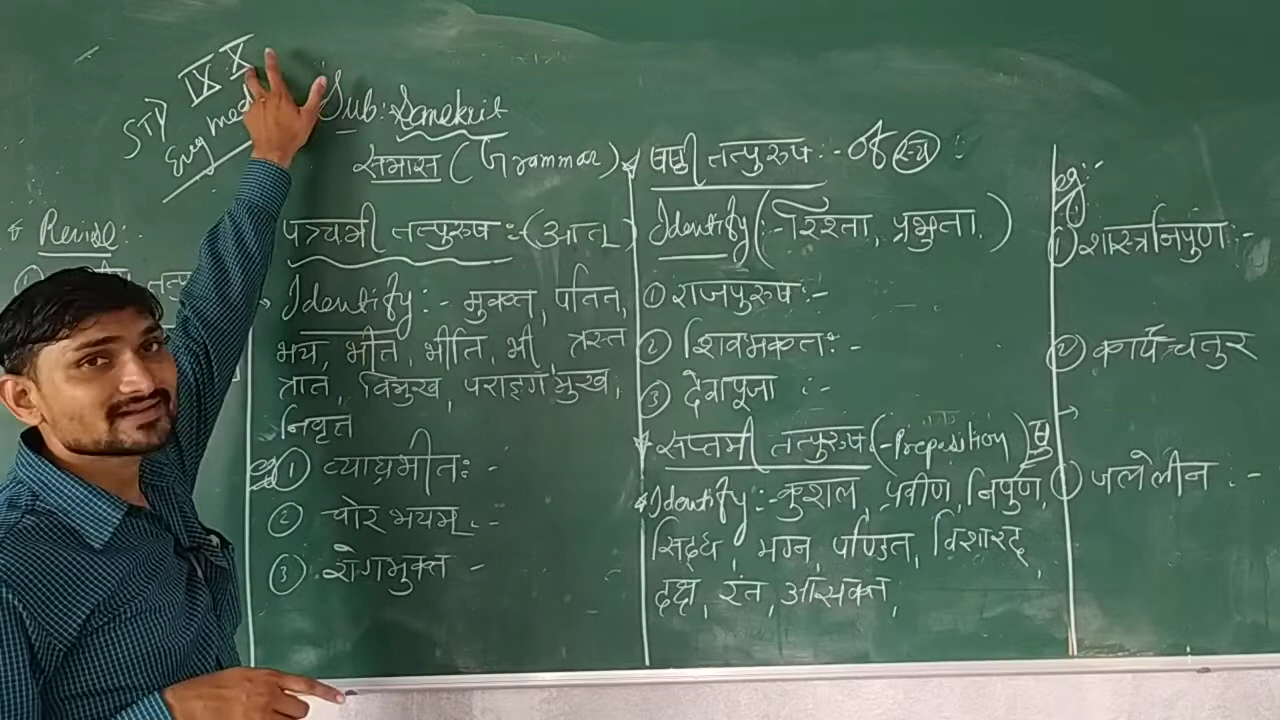 STD IX X
Eng med
Sub:- Sanskrit
समास (Grammar)
* Revise:-
पञ्चमी तत्पुरुष :- (आत्)
Identify :- मुक्त, पतित,
भय, भीत, भीति, भी, त्रस्त
त्रात, विमुख, पराङग मुख,
निवृत्त
eg ① व्याघ्रभीतः -
② चोरभयम् :-
③ रोगमुक्त -
* षष्ठी तत्पुरुष :- of स्य :
Identify (:- रिश्ता, प्रभुता.)
① राजपुरुष :-
② शिवभक्तः -
③ देवापूजा :-
* सप्तमी तत्पुरुष (-Preposition)
* Identify :- कुशल, प्रवीण, निपुण,
सिद्ध, मग्न, पण्डित, विशारद,
दक्ष, रत, आसक्त,
eg:-
① शास्त्रनिपुण :-
② कार्यचतुर
① जलेलीन :-